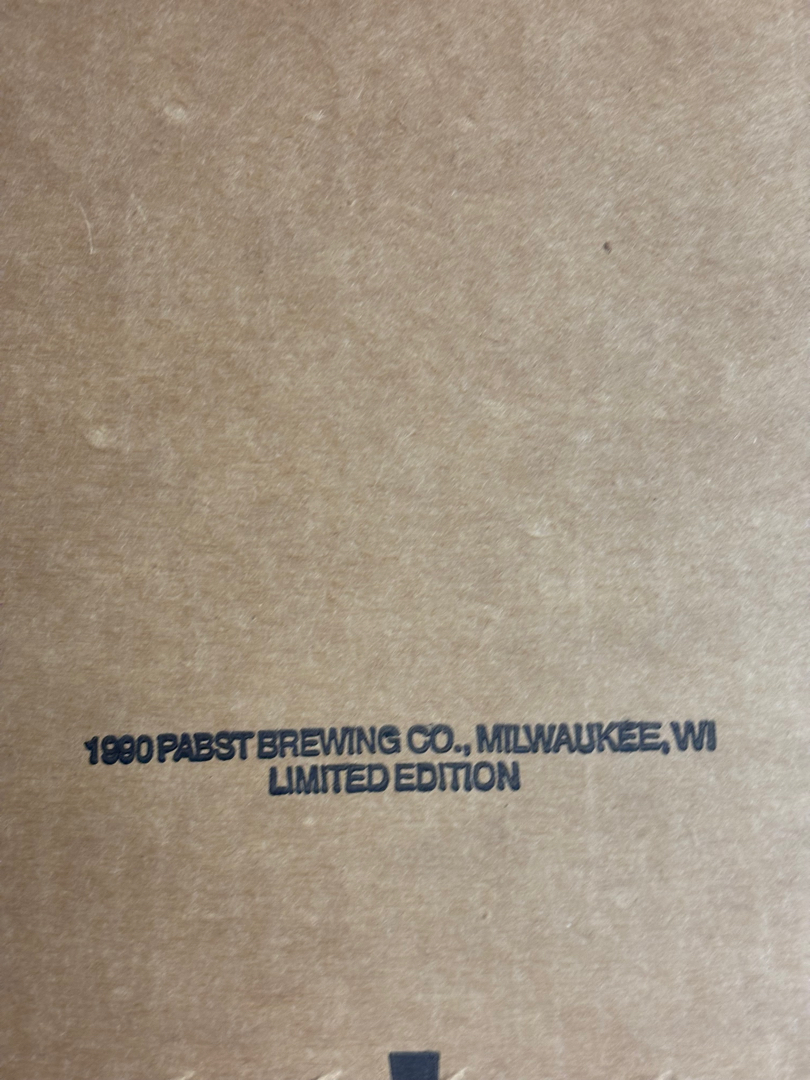 1990 PABST BREWING CO., MILWAUKEE, WI
LIMITED EDITION